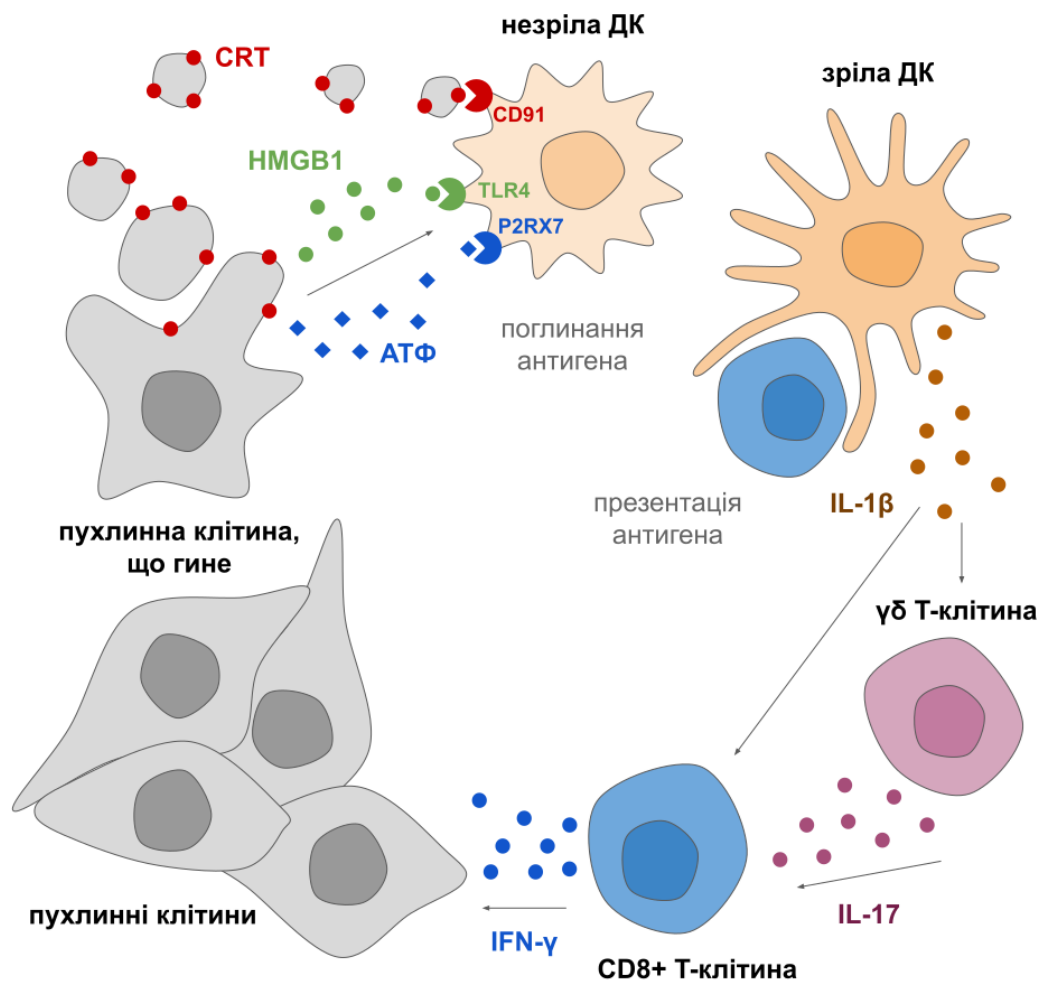 незріла ДК
зріла ДК
CRT
CD91
HMGB1
TLR4
P2RX7
АТФ
поглинання
антигена
презентація
антигена
IL-1β
пухлинна клітина,
що гине
γδ Т-клітина
пухлинні клітини
IFN-γ
IL-17
CD8+ Т-клітина